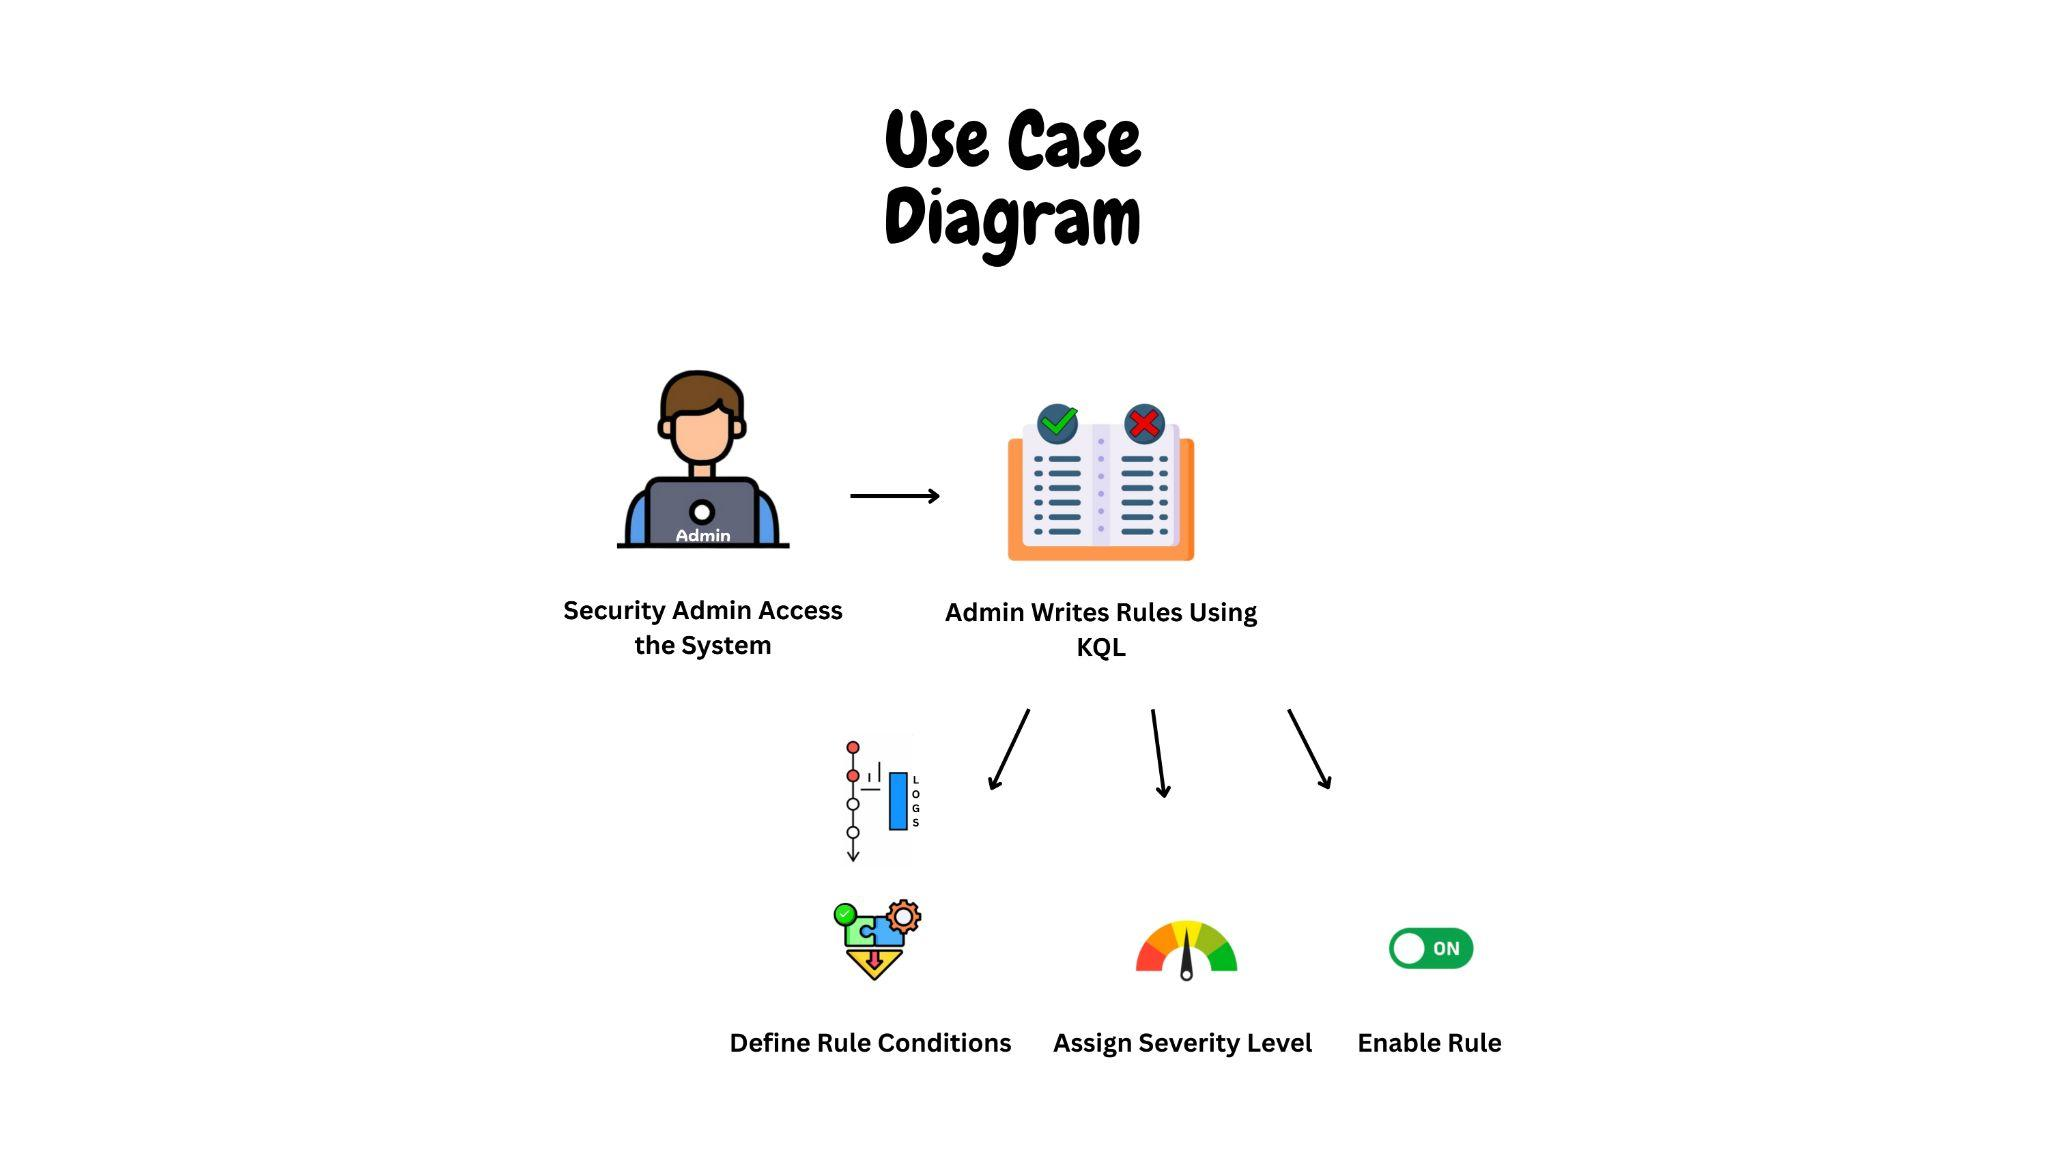 Use Case
Diagram
Admin
Security Admin Access
the System
Admin Writes Rules Using
KQL
L
O
G
S
ON
Define Rule Conditions
Assign Severity Level
Enable Rule